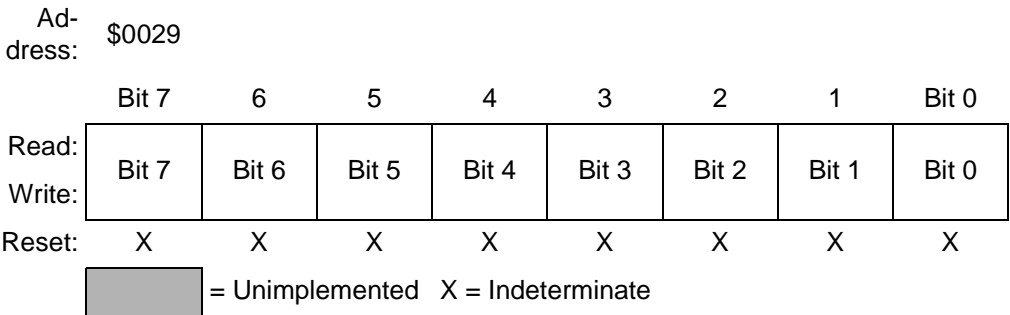 Ad-
dress: $0029
Bit 7 6 5 4 3 2 1 Bit 0
Read:
Bit 7 Bit 6 Bit 5 Bit 4 Bit 3 Bit 2 Bit 1 Bit 0
Write:
Reset: X X X X X X X X
= Unimplemented X = Indeterminate